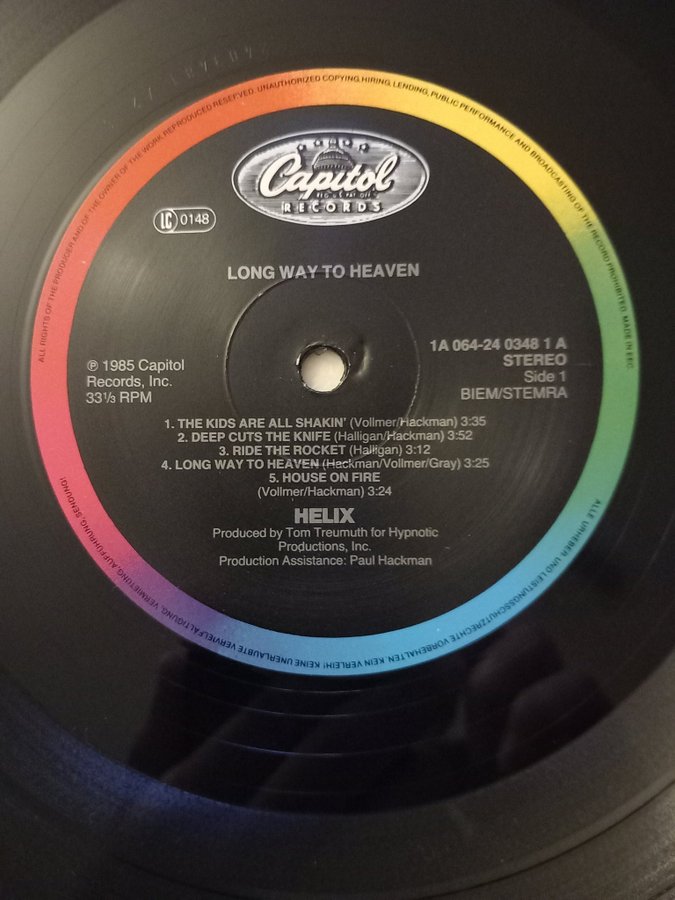 ALL RIGHTS OF THE PRODUCER AND OF THE OWNER OF THE WORK REPRODUCED RESERVED. UNAUTHORIZED COPYING, HIRING, LENDING, PUBLIC PERFORMANCE AND BROADCASTING OF THE RECORD PROHIBITED. MADE IN EEC.
Capitol
RECORDS
LC 0148
LONG WAY TO HEAVEN
1A 064-24 0348 1 A
STEREO
Side 1
BIEM/STEMRA
℗ 1985 Capitol
Records, Inc.
33⅓ RPM
1. THE KIDS ARE ALL SHAKIN' (Vollmer/Hackman) 3:35
2. DEEP CUTS THE KNIFE (Halligan/Hackman) 3:52
3. RIDE THE ROCKET (Halligan) 3:12
4. LONG WAY TO HEAVEN (Hackman/Vollmer/Gray) 3:25
5. HOUSE ON FIRE
(Vollmer/Hackman) 3:24
HELIX
Produced by Tom Treumuth for Hypnotic
Productions, Inc.
Production Assistance: Paul Hackman
ALLE URHEBER UND LEISTUNGSSCHUTZRECHTE VORBEHALTEN. KEIN VERLEIH! KEINE UNERLAUBTE VERVIELFÄLTIGUNG, VERMIETUNG, AUFFÜHRUNG, SENDUNG!